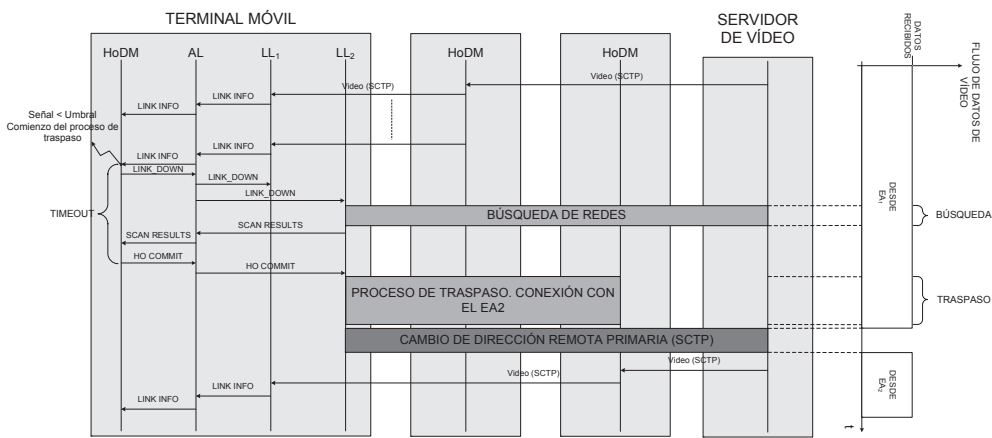 TERMINAL MÓVIL
SERVIDOR
DE VÍDEO
HoDM
AL
LL1
LL2
HoDM
HoDM
DATOS
RECIBIDOS
FLUJO DE DATOS DE
VÍDEO
Video (SCTP)
Video (SCTP)
LINK INFO
LINK INFO
Señal < Umbral
Comienzo del proceso de
traspaso
LINK INFO
LINK INFO
LINK_DOWN
LINK_DOWN
LINK_DOWN
DESDE
EA1
TIMEOUT
BÚSQUEDA DE REDES
BÚSQUEDA
SCAN RESULTS
SCAN RESULTS
HO COMMIT
HO COMMIT
PROCESO DE TRASPASO. CONEXIÓN CON
EL EA2
TRASPASO
CAMBIO DE DIRECCIÓN REMOTA PRIMARIA (SCTP)
Video (SCTP)
Video (SCTP)
LINK INFO
LINK INFO
DESDE
EA2
t